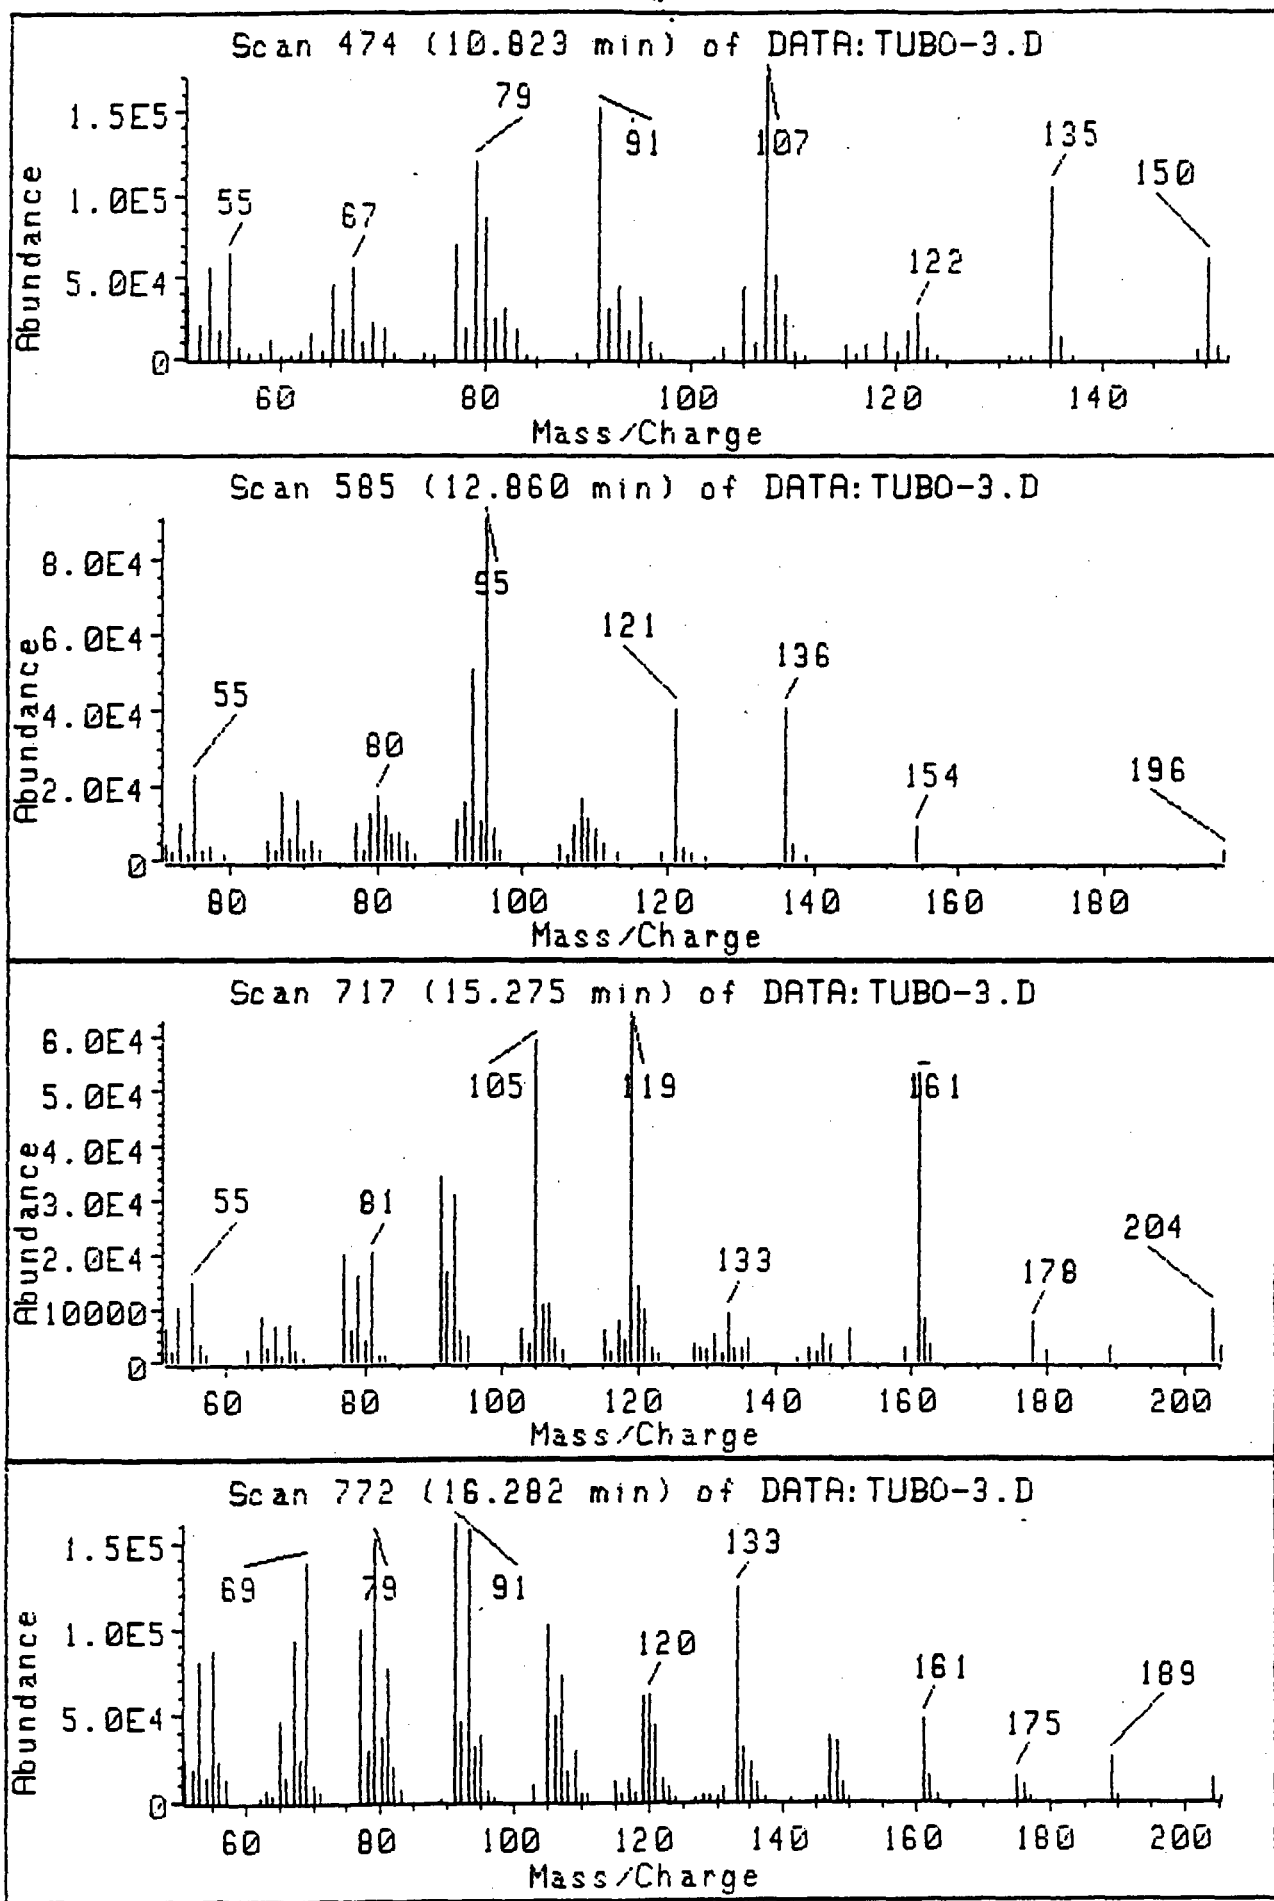 Scan 474 (10.823 min) of DATA:TUBO-3.D
Abundance
1.5E5
1.0E5
5.0E4
0
55
67
79
91
107
122
135
150
60 80 100 120 140
Mass/Charge
Scan 585 (12.860 min) of DATA:TUBO-3.D
Abundance
8.0E4
6.0E4
4.0E4
2.0E4
0
55
80
95
121
136
154
196
60 80 100 120 140 160 180
Mass/Charge
Scan 717 (15.275 min) of DATA:TUBO-3.D
Abundance
6.0E4
5.0E4
4.0E4
3.0E4
2.0E4
10000
0
55
81
105
119
133
161
178
204
60 80 100 120 140 160 180 200
Mass/Charge
Scan 772 (16.282 min) of DATA:TUBO-3.D
Abundance
1.5E5
1.0E5
5.0E4
0
69
79
91
120
133
161
175
189
60 80 100 120 140 160 180 200
Mass/Charge